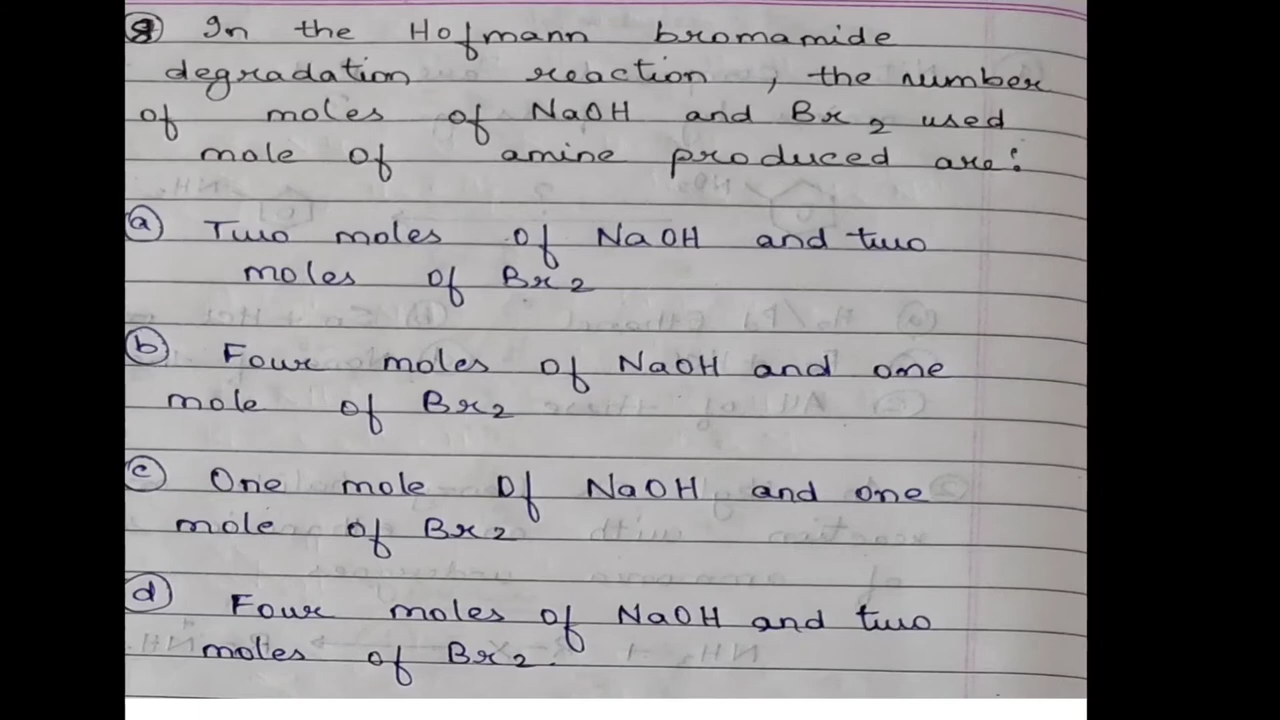 ⑧ In the Hofmann bromamide
degradation reaction, the number
of moles of NaOH and Br2 used
mole of amine produced are:
ⓐ Two moles of NaOH and two
moles of Br2
ⓑ Four moles of NaOH and one
mole of Br2
ⓒ One mole of NaOH and one
mole of Br2
ⓓ Four moles of NaOH and two
moles of Br2.